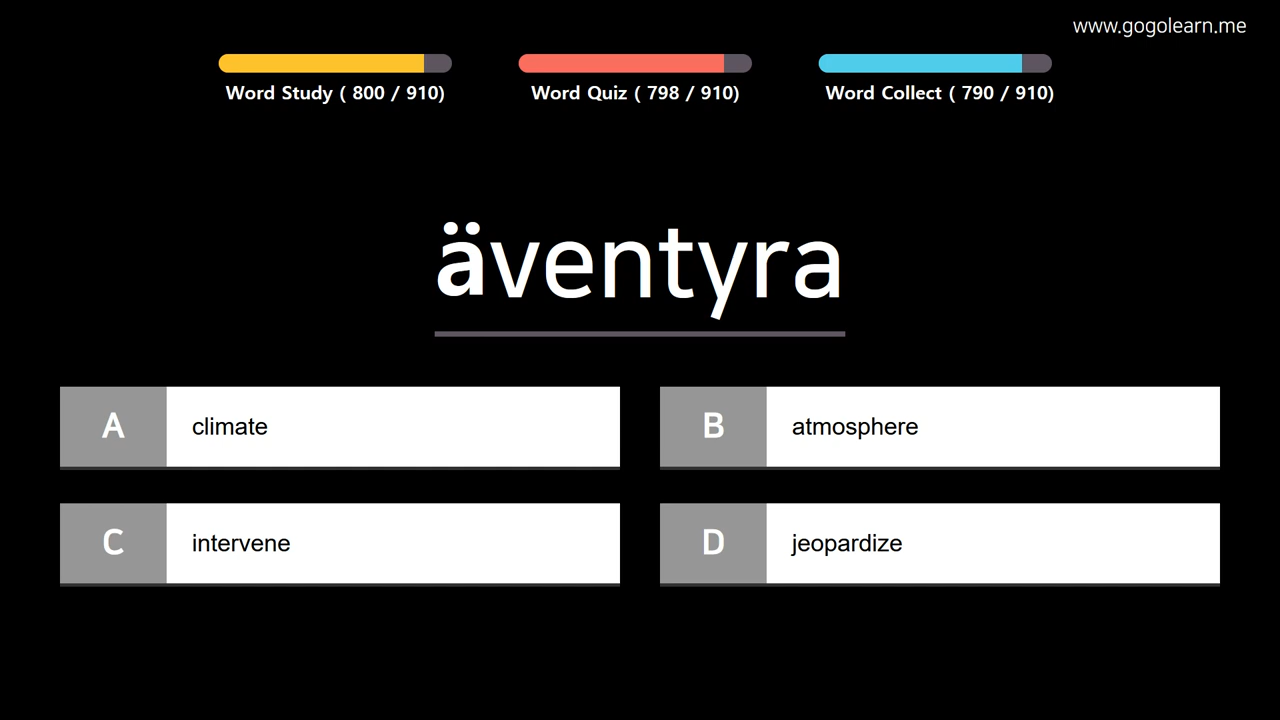 www.gogolearn.me
Word Study ( 800 / 910)
Word Quiz ( 798 / 910)
Word Collect ( 790 / 910)
äventyra
A
climate
B
atmosphere
C
intervene
D
jeopardize